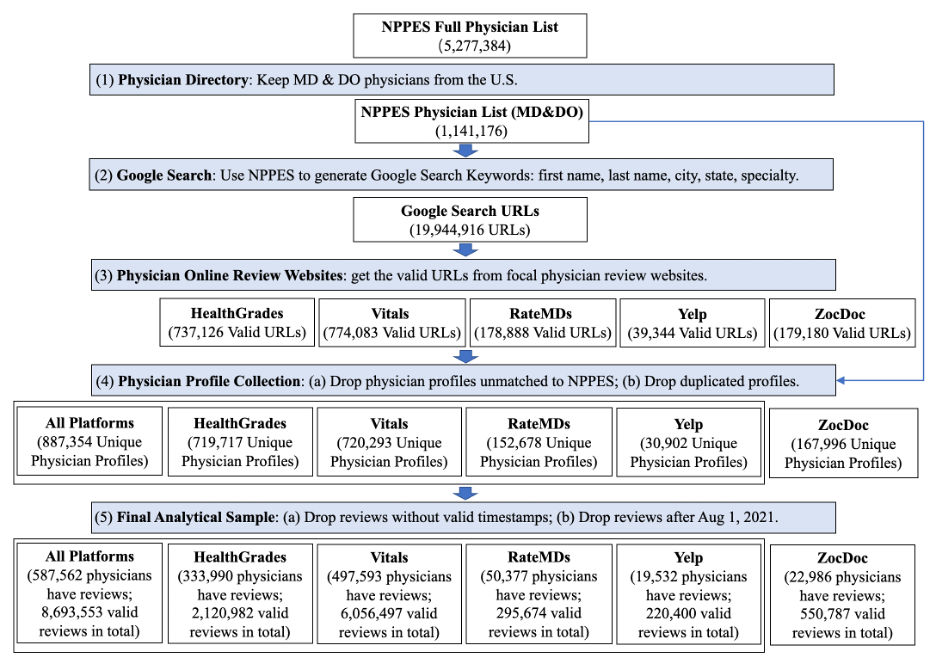 NPPES Full Physician List
(5,277,384)
(1) Physician Directory: Keep MD & DO physicians from the U.S.
NPPES Physician List (MD&DO)
(1,141,176)
(2) Google Search: Use NPPES to generate Google Search Keywords: first name, last name, city, state, specialty.
Google Search URLs
(19,944,916 URLs)
(3) Physician Online Review Websites: get the valid URLs from focal physician review websites.
HealthGrades
(737,126 Valid URLs)
Vitals
(774,083 Valid URLs)
RateMDs
(178,888 Valid URLs)
Yelp
(39,344 Valid URLs)
ZocDoc
(179,180 Valid URLs)
(4) Physician Profile Collection: (a) Drop physician profiles unmatched to NPPES; (b) Drop duplicated profiles.
All Platforms
(887,354 Unique
Physician Profiles)
HealthGrades
(719,717 Unique
Physician Profiles)
Vitals
(720,293 Unique
Physician Profiles)
RateMDs
(152,678 Unique
Physician Profiles)
Yelp
(30,902 Unique
Physician Profiles)
ZocDoc
(167,996 Unique
Physician Profiles)
(5) Final Analytical Sample: (a) Drop reviews without valid timestamps; (b) Drop reviews after Aug 1, 2021.
All Platforms
(587,562 physicians
have reviews;
8,693,553 valid
reviews in total)
HealthGrades
(333,990 physicians
have reviews;
2,120,982 valid
reviews in total)
Vitals
(497,593 physicians
have reviews;
6,056,497 valid
reviews in total)
RateMDs
(50,377 physicians
have reviews;
295,674 valid
reviews in total)
Yelp
(19,532 physicians
have reviews;
220,400 valid
reviews in total)
ZocDoc
(22,986 physicians
have reviews;
550,787 valid
reviews in total)